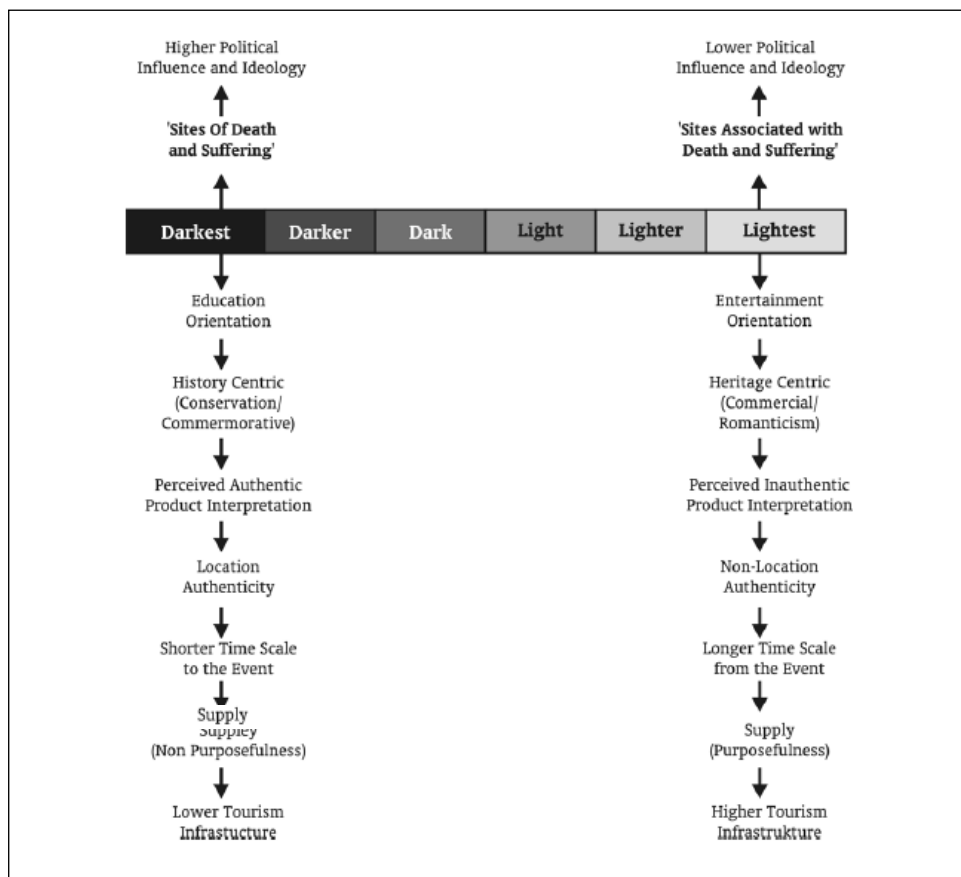 Higher Political
Influence and Ideology
'Sites Of Death
and Suffering'
Lower Political
Influence and Ideology
'Sites Associated with
Death and Suffering'
Darkest
Darker
Dark
Light
Lighter
Lightest
Education
Orientation
History Centric
(Conservation/
Commermorative)
Perceived Authentic
Product Interpretation
Location
Authenticity
Shorter Time Scale
to the Event
Supply
Suppley
(Non Purposefulness)
Lower Tourism
Infrastucture
Entertainment
Orientation
Heritage Centric
(Commercial/
Romanticism)
Perceived Inauthentic
Product Interpretation
Non-Location
Authenticity
Longer Time Scale
from the Event
Supply
(Purposefulness)
Higher Tourism
Infrastrukture